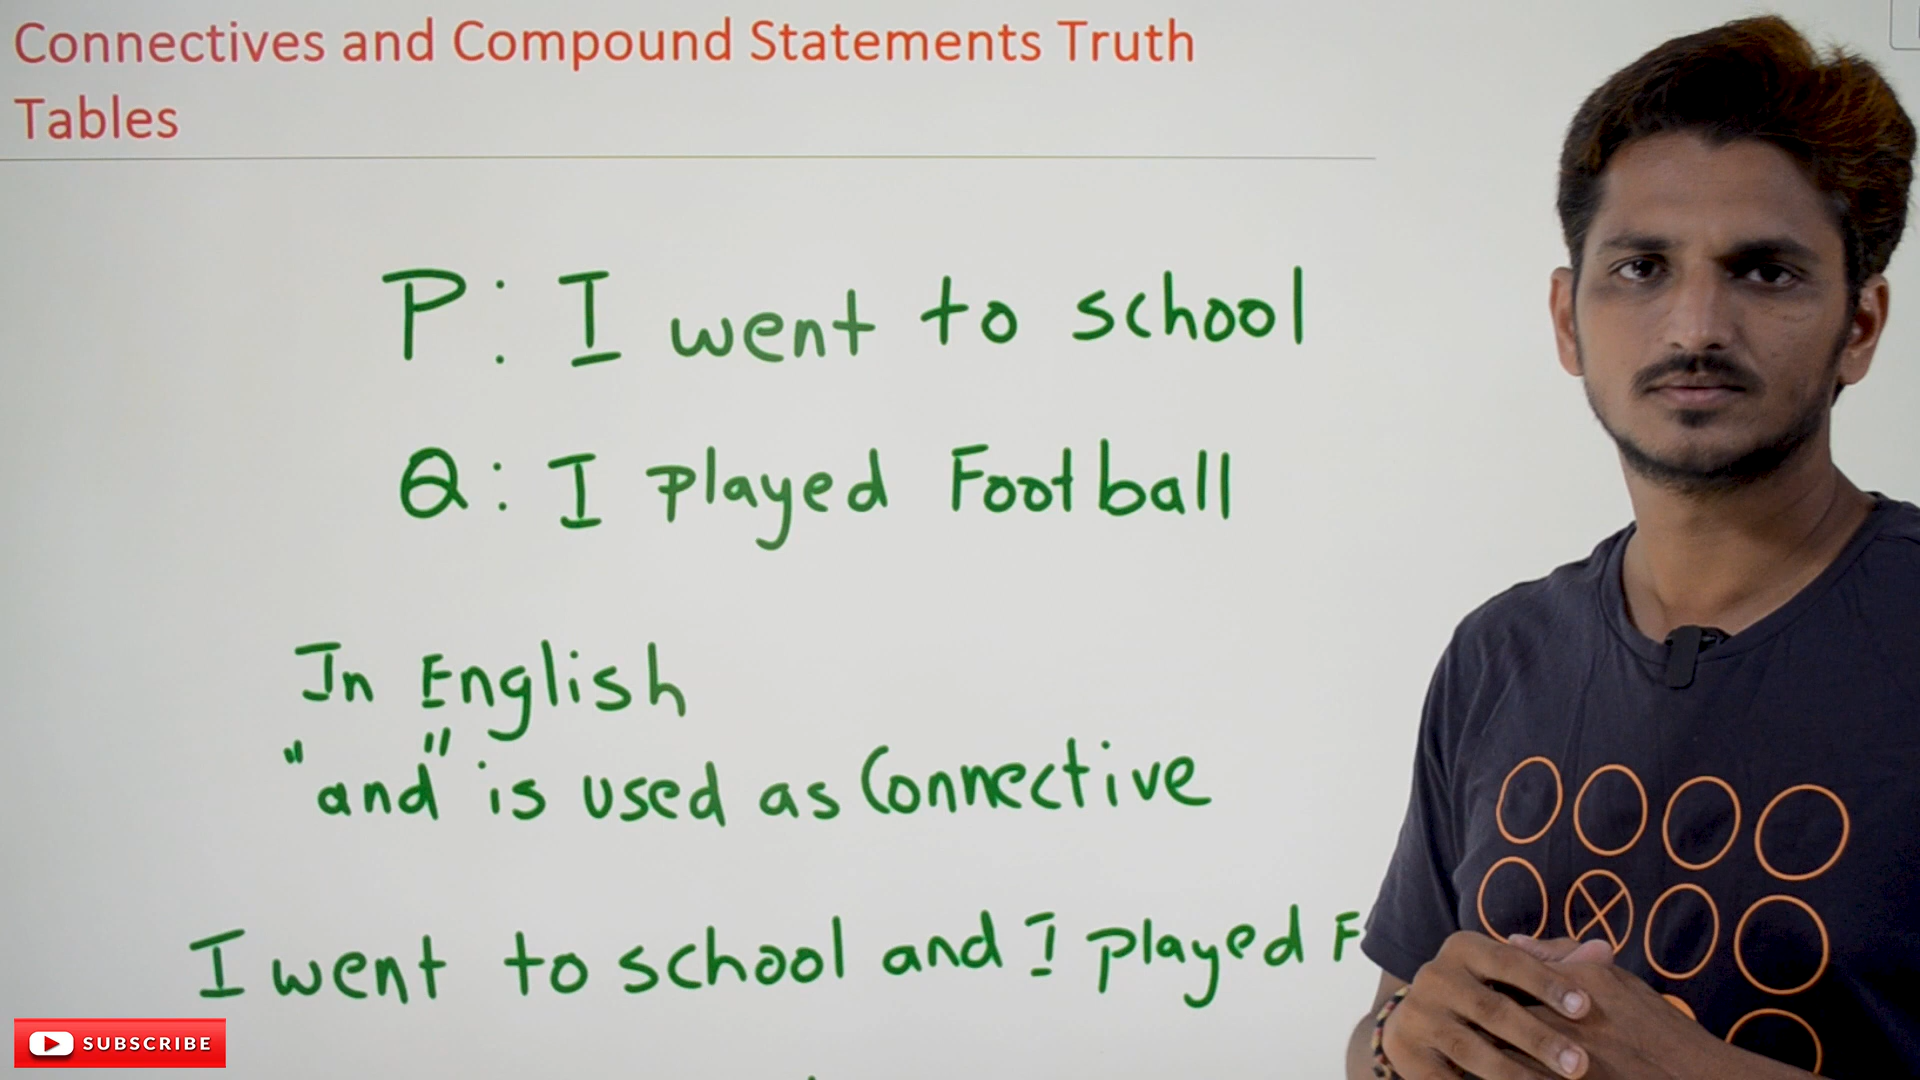 Connectives and Compound Statements Truth
Tables
P: I went to school
Q: I played Football
In English
"and" is used as Connective
I went to school and I played F
SUBSCRIBE